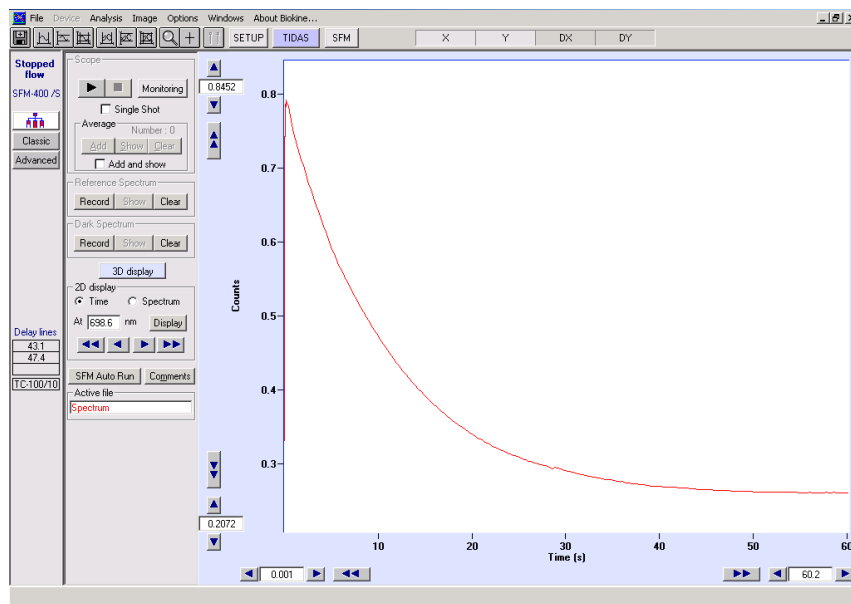 File Device Analysis Image Options Windows About Biokine...
SETUP TIDAS SFM X Y DX DY
Stopped flow
SFM-400 /S
Classic
Advanced
Delay lines
43.1
47.4
TC-100/10
Scope
Monitoring
Single Shot
Average
Number : 0
Add Show Clear
Add and show
Reference Spectrum
Record Show Clear
Dark Spectrum
Record Show Clear
3D display
2D display
Time Spectrum
At 698.6 nm Display
SFM Auto Run Comments
Active file
Spectrum
0.8452
0.2072
Counts
0.8
0.7
0.6
0.5
0.4
0.3
10 20 30 40 50 60
Time (s)
0.001 60.2